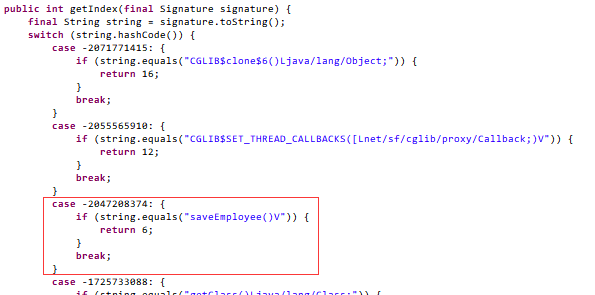 public int getIndex(final Signature signature) {
final String string = signature.toString();
switch (string.hashCode()) {
case -2071771415: {
if (string.equals("CGLIB$clone$6()Ljava/lang/Object;")) {
return 16;
}
break;
}
case -2055565910: {
if (string.equals("CGLIB$SET_THREAD_CALLBACKS([Lnet/sf/cglib/proxy/Callback;)V")) {
return 12;
}
break;
}
case -2047208374: {
if (string.equals("saveEmployee()V")) {
return 6;
}
break;
}
case -1725733088: {
if (string.equals("getClass()Ljava/lang/Class;")) {